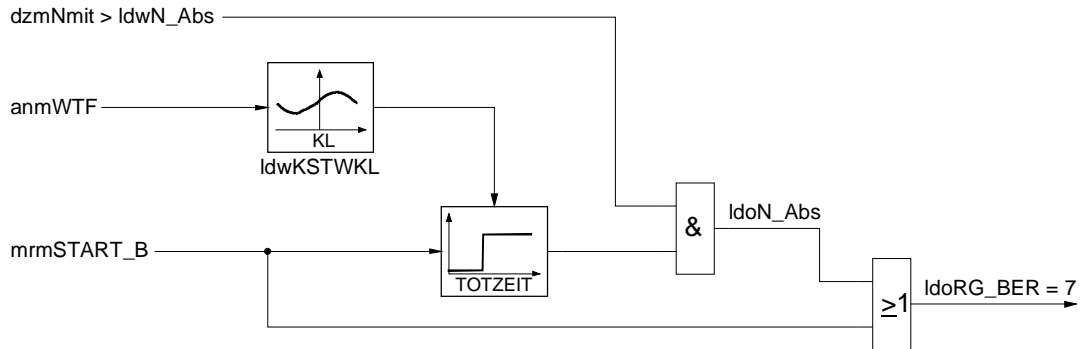 dzmNmit > ldwN_Abs
anmWTF
KL
ldwKSTWKL
mrmSTART_B
TOTZEIT
&
ldoN_Abs
≥1
ldoRG_BER = 7